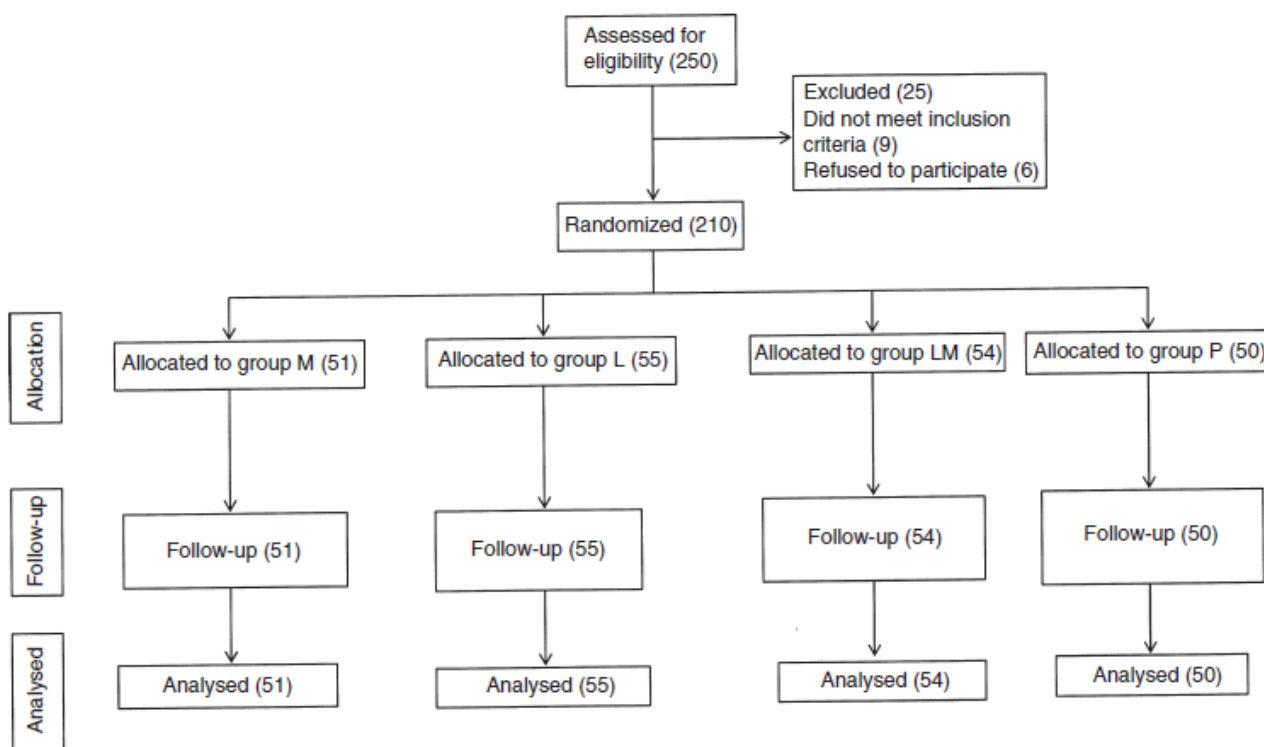 Assessed for
eligibility (250)
Excluded (25)
Did not meet inclusion
criteria (9)
Refused to participate (6)
Randomized (210)
Allocation
Allocated to group M (51)
Allocated to group L (55)
Allocated to group LM (54)
Allocated to group P (50)
Follow-up
Follow-up (51)
Follow-up (55)
Follow-up (54)
Follow-up (50)
Analysed
Analysed (51)
Analysed (55)
Analysed (54)
Analysed (50)